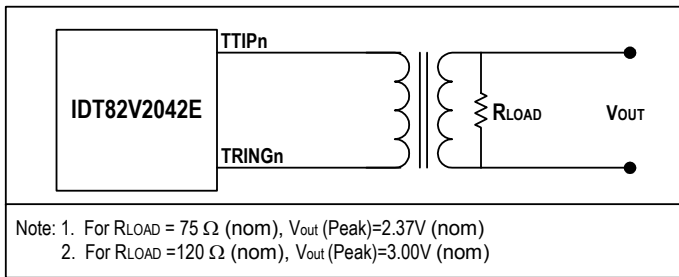 TTIPn
IDT82V2042E
RLOAD
VOUT
TRINGn
Note: 1. For RLOAD = 75 Ω (nom), Vout (Peak)=2.37V (nom)
2. For RLOAD =120 Ω (nom), Vout (Peak)=3.00V (nom)